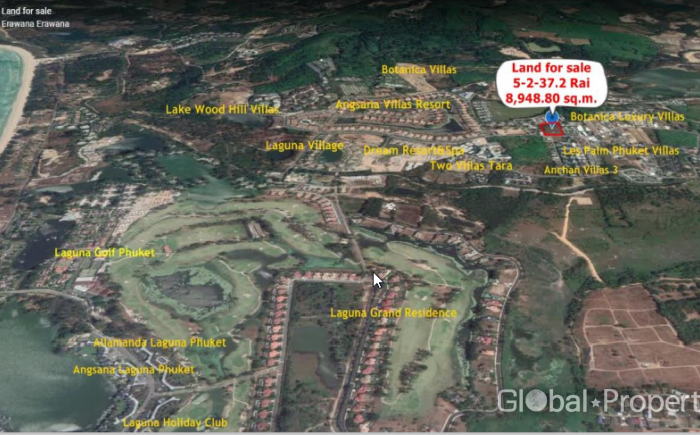 Land for sale
Erawana Erawana
Botanica Villas
Land for sale
5-2-37.2 Rai
8,948.80 sq.m.
Lake Wood Hill Villas
Angsana Villas Resort
Botanica Luxury Villas
Laguna Village
Dream Resort&Spa
Les Palm Phuket Villas
Two Villas Tara
Anchan Villas 3
Laguna Golf Phuket
Laguna Grand Residence
Allamanda Laguna Phuket
Angsana Laguna Phuket
Global★Propert
Laguna Holiday Club